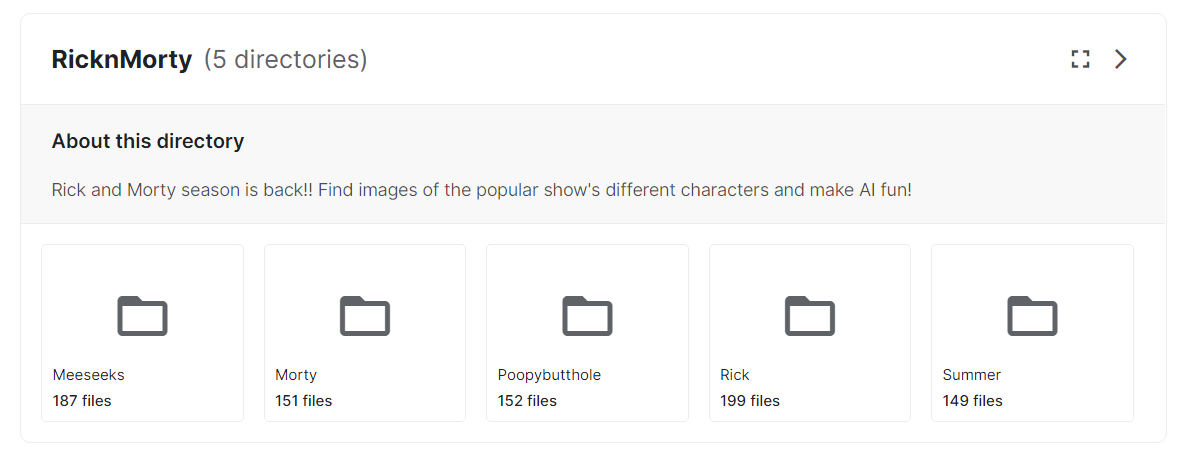 RicknMorty (5 directories)
About this directory
Rick and Morty season is back!! Find images of the popular show's different characters and make AI fun!
Meeseeks
187 files
Morty
151 files
Poopybutthole
152 files
Rick
199 files
Summer
149 files